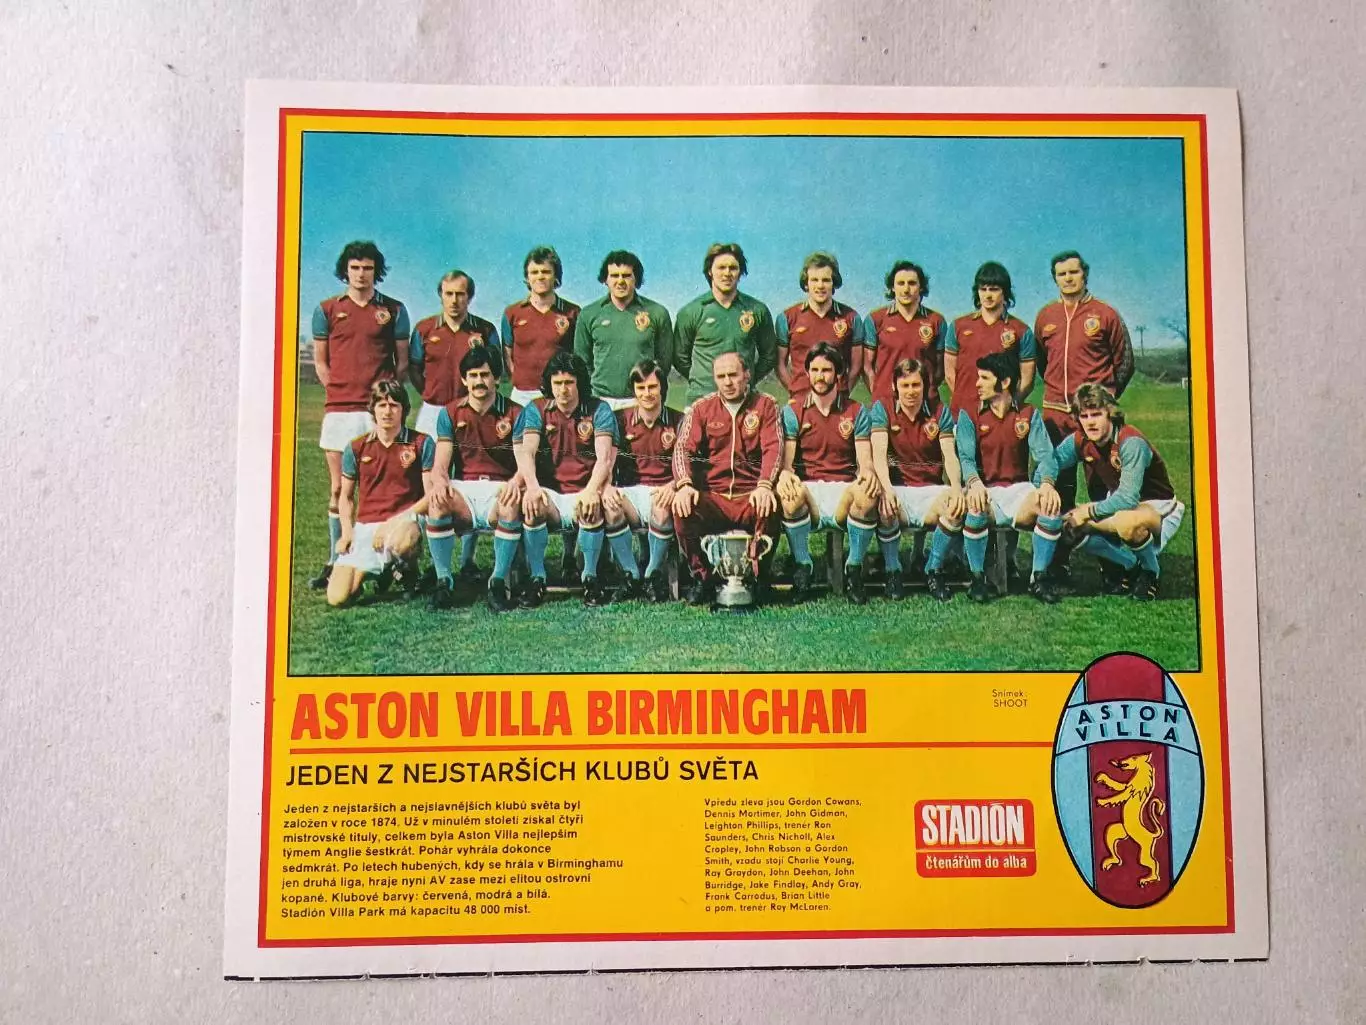 ASTON VILLA BIRMINGHAM
Snímek:
SHOOT
JEDEN Z NEJSTARŠÍCH KLUBŮ SVĚTA
Jeden z nejstarších a nejslavnějších klubů světa byl
založen v roce 1874. Už v minulém století získal čtyři
mistrovské tituly, celkem byla Aston Villa nejlepším
týmem Anglie šestkrát. Pohár vyhrála dokonce
sedmkrát. Po letech hubených, kdy se hrála v Birminghamu
jen druhá liga, hraje nyní AV zase mezi elitou ostrovní
kopané. Klubové barvy: červená, modrá a bílá.
Stadión Villa Park má kapacitu 48 000 míst.
Vpředu zleva jsou Gordon Cowans,
Dennis Mortimer, John Gidman,
Leighton Phillips, trenér Ron
Saunders, Chris Nicholl, Alex
Cropley, John Robson a Gordon
Smith, vzadu stojí Charlie Young,
Ray Graydon, John Deehan, John
Burridge, Jake Findlay, Andy Gray,
Frank Carrodus, Brian Little
a pom. trenér Roy McLaren.
STADIÓN
čtenářům do alba
ASTON
VILLA